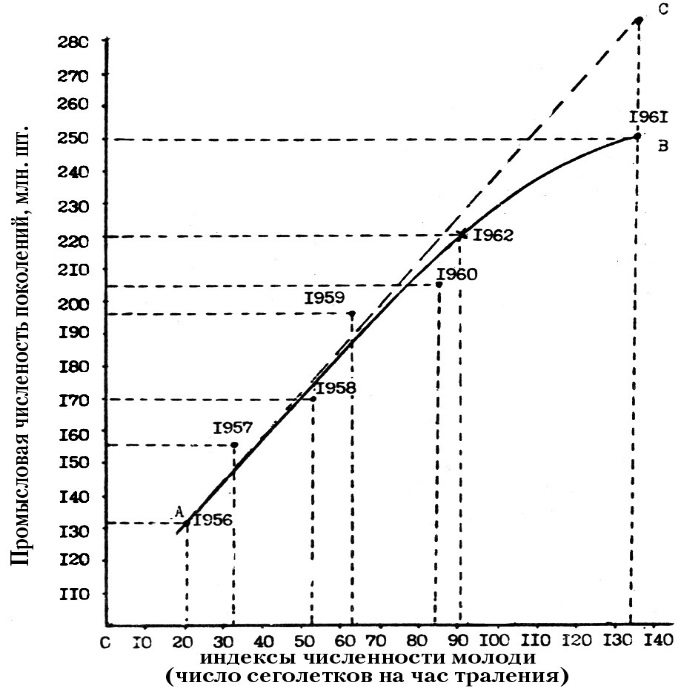 C
280
270
260
I96I
250
B
240
230
220
I962
210
I960
200
I959
I90
I80
I70
I958
I60
I957
I50
I40
A
I30
I956
I20
II0
Промысловая численость поколений, млн. шт.
0 I0 20 30 40 50 60 70 80 90 I00 II0 I20 I30 I40
индексы численности молоди
(число сеголетков на час траления)